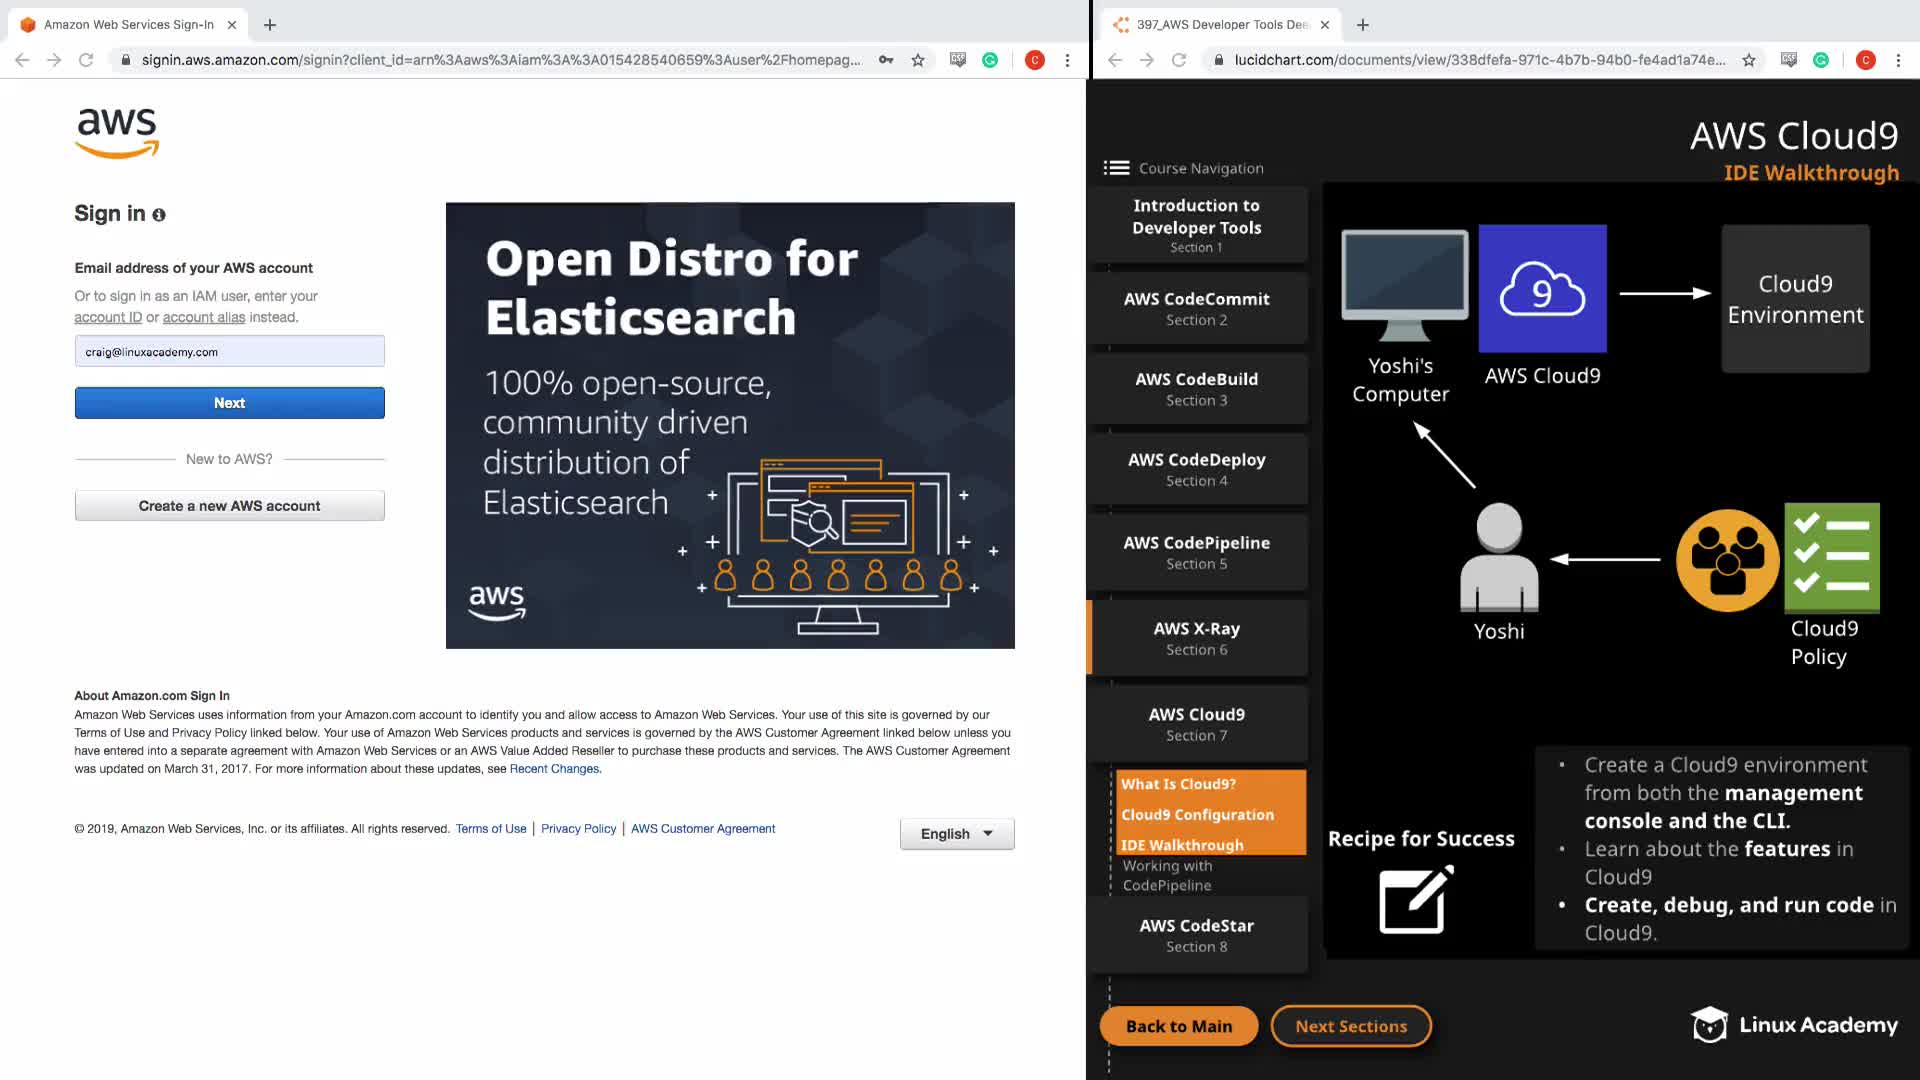 Amazon Web Services Sign-In
signin.aws.amazon.com/signin?client_id=arn%3Aaws%3Aiam%3A%3A015428540659%3Auser%2Fhomepag...
C
aws
Sign in
Email address of your AWS account
Or to sign in as an IAM user, enter your
account ID or account alias instead.
craig@linuxacademy.com
Next
New to AWS?
Create a new AWS account
Open Distro for
Elasticsearch
100% open-source,
community driven
distribution of
Elasticsearch
aws
About Amazon.com Sign In
Amazon Web Services uses information from your Amazon.com account to identify you and allow access to Amazon Web Services. Your use of this site is governed by our
Terms of Use and Privacy Policy linked below. Your use of Amazon Web Services products and services is governed by the AWS Customer Agreement linked below unless you
have entered into a separate agreement with Amazon Web Services or an AWS Value Added Reseller to purchase these products and services. The AWS Customer Agreement
was updated on March 31, 2017. For more information about these updates, see Recent Changes.
© 2019, Amazon Web Services, Inc. or its affiliates. All rights reserved. Terms of Use | Privacy Policy | AWS Customer Agreement
English
397_AWS Developer Tools Dee
lucidchart.com/documents/view/338dfefa-971c-4b7b-94b0-fe4ad1a74e...
C
AWS Cloud9
IDE Walkthrough
Course Navigation
Introduction to
Developer Tools
Section 1
AWS CodeCommit
Section 2
AWS CodeBuild
Section 3
AWS CodeDeploy
Section 4
AWS CodePipeline
Section 5
AWS X-Ray
Section 6
AWS Cloud9
Section 7
What Is Cloud9?
Cloud9 Configuration
IDE Walkthrough
Working with
CodePipeline
AWS CodeStar
Section 8
Back to Main
Next Sections
9
Yoshi's
Computer
AWS Cloud9
Cloud9
Environment
Yoshi
Cloud9
Policy
Recipe for Success
• Create a Cloud9 environment
from both the management
console and the CLI.
• Learn about the features in
Cloud9
• Create, debug, and run code in
Cloud9.
Linux Academy